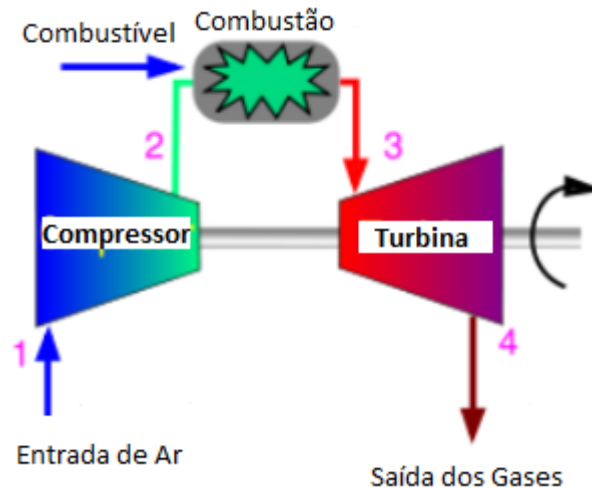 Combustão
Combustível
2
3
Compressor
Turbina
1
4
Entrada de Ar
Saída dos Gases